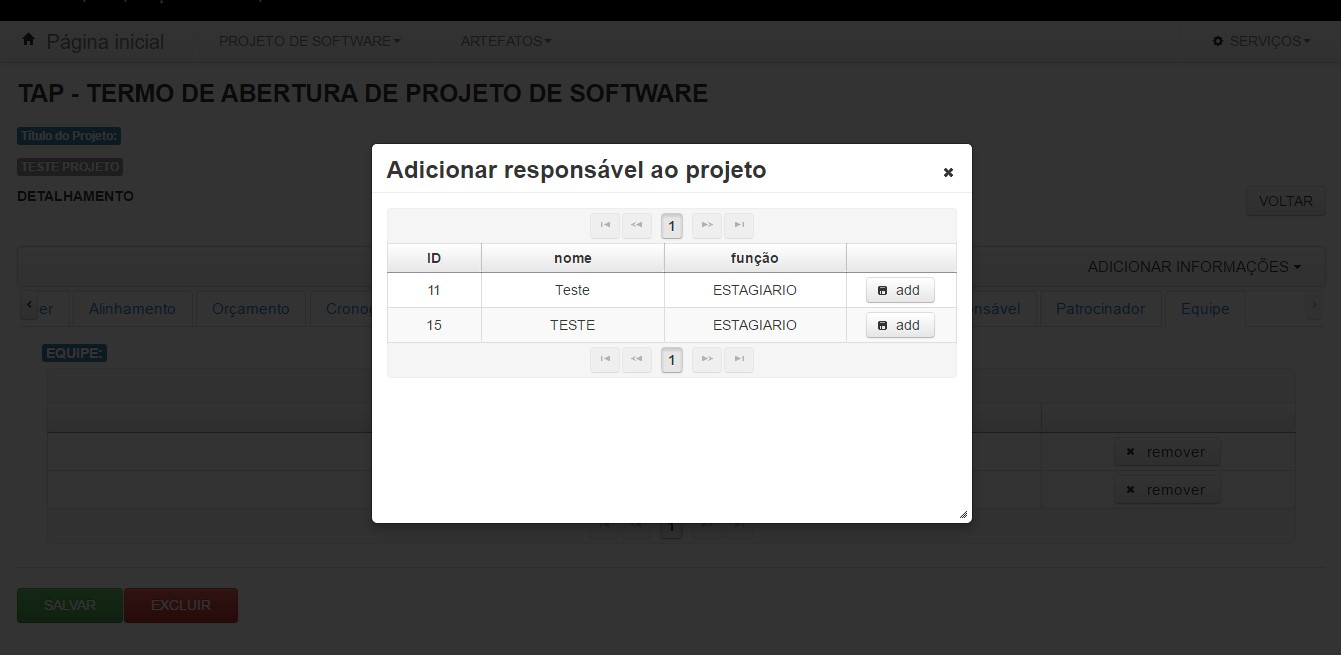 Página inicial PROJETO DE SOFTWARE ARTEFATOS SERVIÇOS
TAP - TERMO DE ABERTURA DE PROJETO DE SOFTWARE
Título do Projeto:
TESTE PROJETO
DETALHAMENTO
VOLTAR
Adicionar responsável ao projeto
1
ID nome função
11 Teste ESTAGIARIO add
15 TESTE ESTAGIARIO add
1
ADICIONAR INFORMAÇÕES
er Alinhamento Orçamento Crono nsável Patrocinador Equipe
EQUIPE:
remover
remover
1
SALVAR EXCLUIR